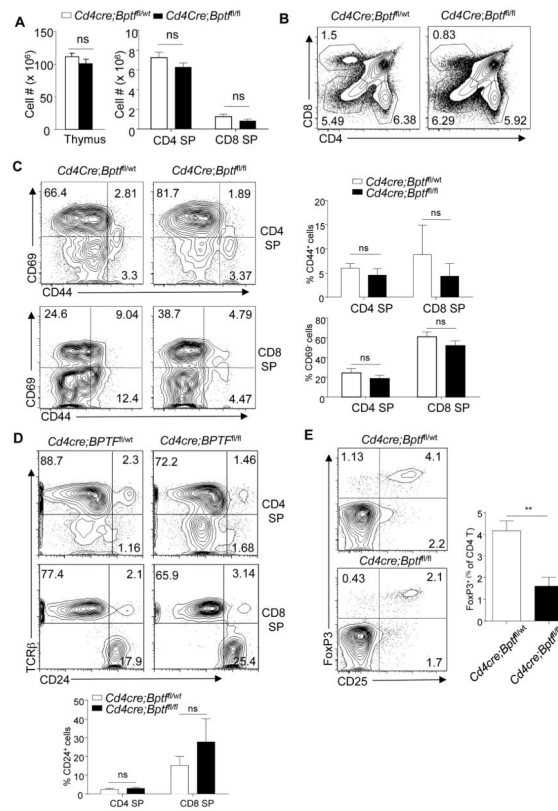 A
Cd4cre;Bptf^fl/wt
Cd4cre;Bptf^fl/fl
Cell # (x 10⁶)
150
100
50
0
ns
Thymus
Cell # (x 10⁶)
10
8
6
4
2
0
ns
ns
CD4 SP
CD8 SP
B
Cd4Cre;Bptf^fl/wt
Cd4Cre;Bptf^fl/fl
1.5
0.83
5.49
6.38
6.29
5.92
CD8
CD4
C
Cd4Cre;Bptf^fl/wt
Cd4Cre;Bptf^fl/fl
66.4
2.81
81.7
1.89
3.3
3.37
CD4
SP
CD69
CD44
24.6
9.04
38.7
4.79
12.4
4.47
CD8
SP
CD69
CD44
Cd4cre;Bptf^fl/wt
Cd4cre;Bptf^fl/fl
% CD44⁺ cells
20
15
10
5
0
ns
ns
CD4 SP
CD8 SP
% CD69⁻ cells
80
60
40
20
0
ns
ns
CD4 SP
CD8 SP
D
Cd4cre;BPTF^fl/wt
Cd4cre;BPTF^fl/fl
88.7
2.3
72.2
1.46
1.16
1.68
CD4
SP
77.4
2.1
65.9
3.14
17.9
25.4
CD8
SP
TCRβ
CD24
Cd4cre;Bptf^fl/wt
Cd4cre;Bptf^fl/fl
% CD24⁺ cells
50
40
30
20
10
0
ns
ns
CD4 SP
CD8 SP
E
Cd4cre;Bptf^fl/wt
1.13
4.1
2.2
Cd4cre;Bptf^fl/fl
0.43
2.1
1.7
FoxP3
CD25
FoxP3⁺ (% of CD4 T)
5
4
3
2
1
0
**
Cd4cre;Bptf^fl/wt
Cd4cre;Bptf^fl/fl